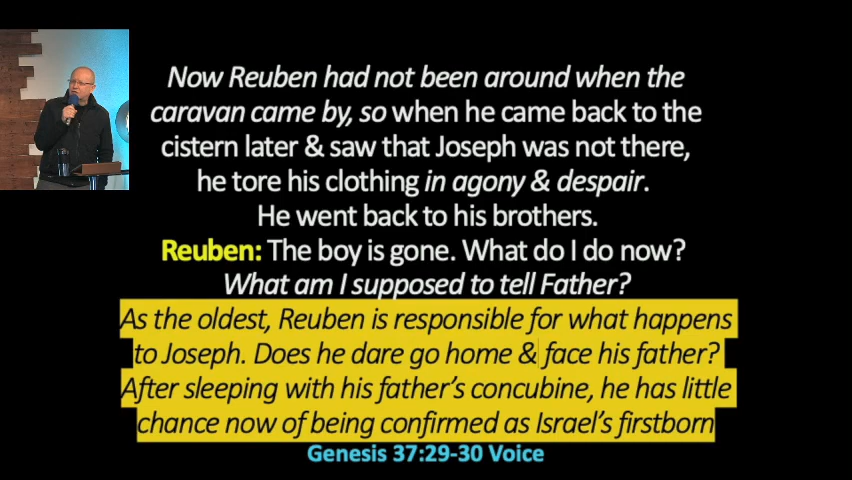 Now Reuben had not been around when the
caravan came by, so when he came back to the
cistern later & saw that Joseph was not there,
he tore his clothing in agony & despair.
He went back to his brothers.
Reuben: The boy is gone. What do I do now?
What am I supposed to tell Father?
As the oldest, Reuben is responsible for what happens
to Joseph. Does he dare go home & face his father?
After sleeping with his father’s concubine, he has little
chance now of being confirmed as Israel’s firstborn
Genesis 37:29-30 Voice